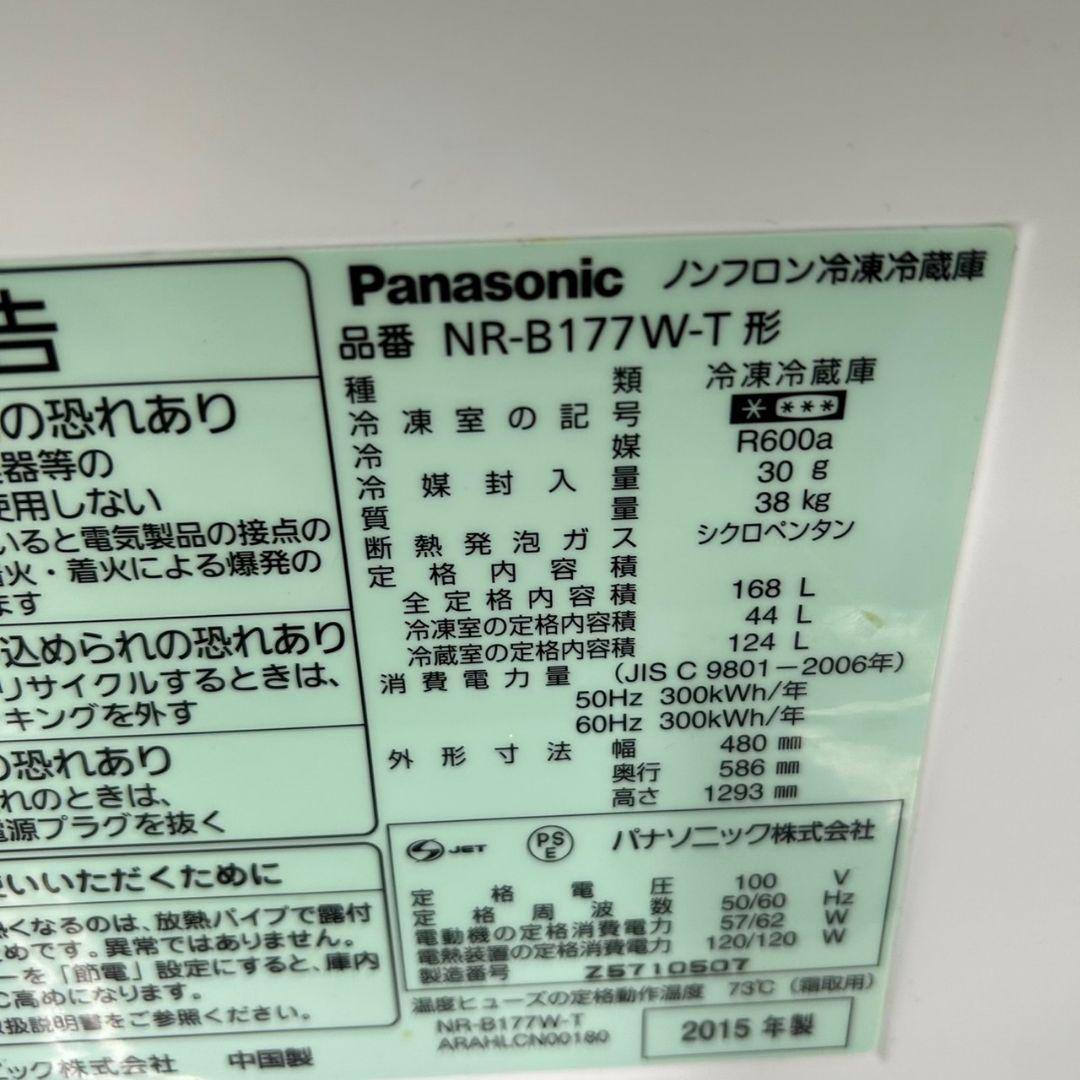 告
の恐れあり
器等の
使用しない
いると電気製品の接点の
火・着火による爆発の
ます
込められの恐れあり
リサイクルするときは、
キングを外す
の恐れあり
れのときは、
電源プラグを抜く
いいただくために
くなるのは、放熱パイプで露付
めです。異常ではありません。
ーを「節電」設定にすると、庫内
℃高めになります。
取扱説明書をご参照ください。
ニック株式会社 中国製
Panasonic ノンフロン冷凍冷蔵庫
品番 NR-B177W-T 形
種類 冷凍冷蔵庫
冷凍室の記号 * ***
冷媒 R600a
冷媒封入量 30 g
質量 38 kg
断熱発泡ガス シクロペンタン
定格内容積
全定格内容積 168 L
冷凍室の定格内容積 44 L
冷蔵室の定格内容積 124 L
消費電力量 (JIS C 9801-2006年)
50Hz 300kWh/年
60Hz 300kWh/年
外形寸法 幅 480 mm
奥行 586 mm
高さ 1293 mm
JET PSE パナソニック株式会社
定格電圧 100 V
定格周波数 50/60 Hz
電動機の定格消費電力 57/62 W
電熱装置の定格消費電力 120/120 W
製造番号 Z5710507
温度ヒューズの定格動作温度 73℃(霜取用)
NR-B177W-T
ARAHLCN00180
2015 年製